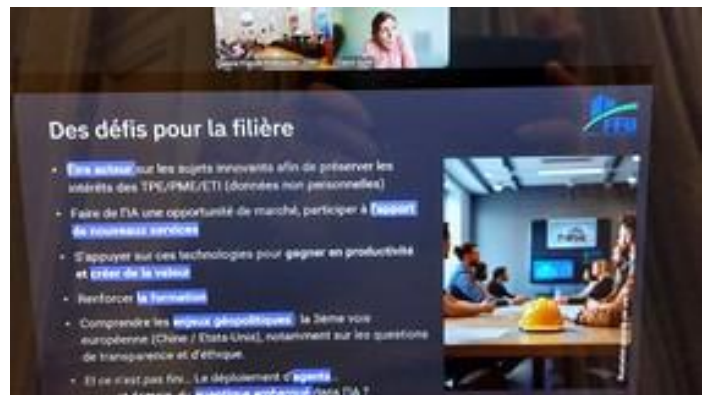 Des défis pour la filière
FFB
• Être auteur sur les sujets innovants afin de préserver les
intérêts des TPE/PME/ETI (données non personnelles)
• Faire de l'IA une opportunité de marché, participer à l'apport
de nouveaux services
• S'appuyer sur ces technologies pour gagner en productivité
et créer de la valeur
• Renforcer la formation
• Comprendre les enjeux géopolitiques : la 3ème voie
européenne (Chine / Etats-Unis), notamment sur les questions
de transparence et d'éthique.
• Et ce n'est pas fini... Le déploiement d'agents
dans l'IA ?